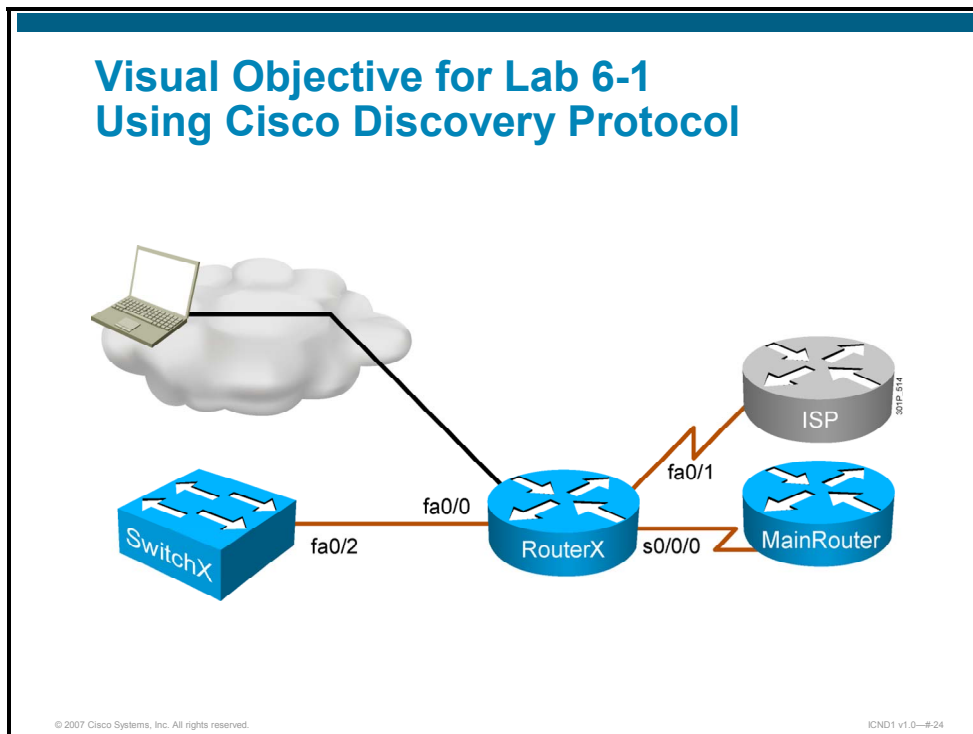 Visual Objective for Lab 6-1
Using Cisco Discovery Protocol
301P_514
ISP
fa0/1
fa0/0
SwitchX
fa0/2
RouterX
s0/0/0
MainRouter
© 2007 Cisco Systems, Inc. All rights reserved.
ICND1 v1.0—#-24